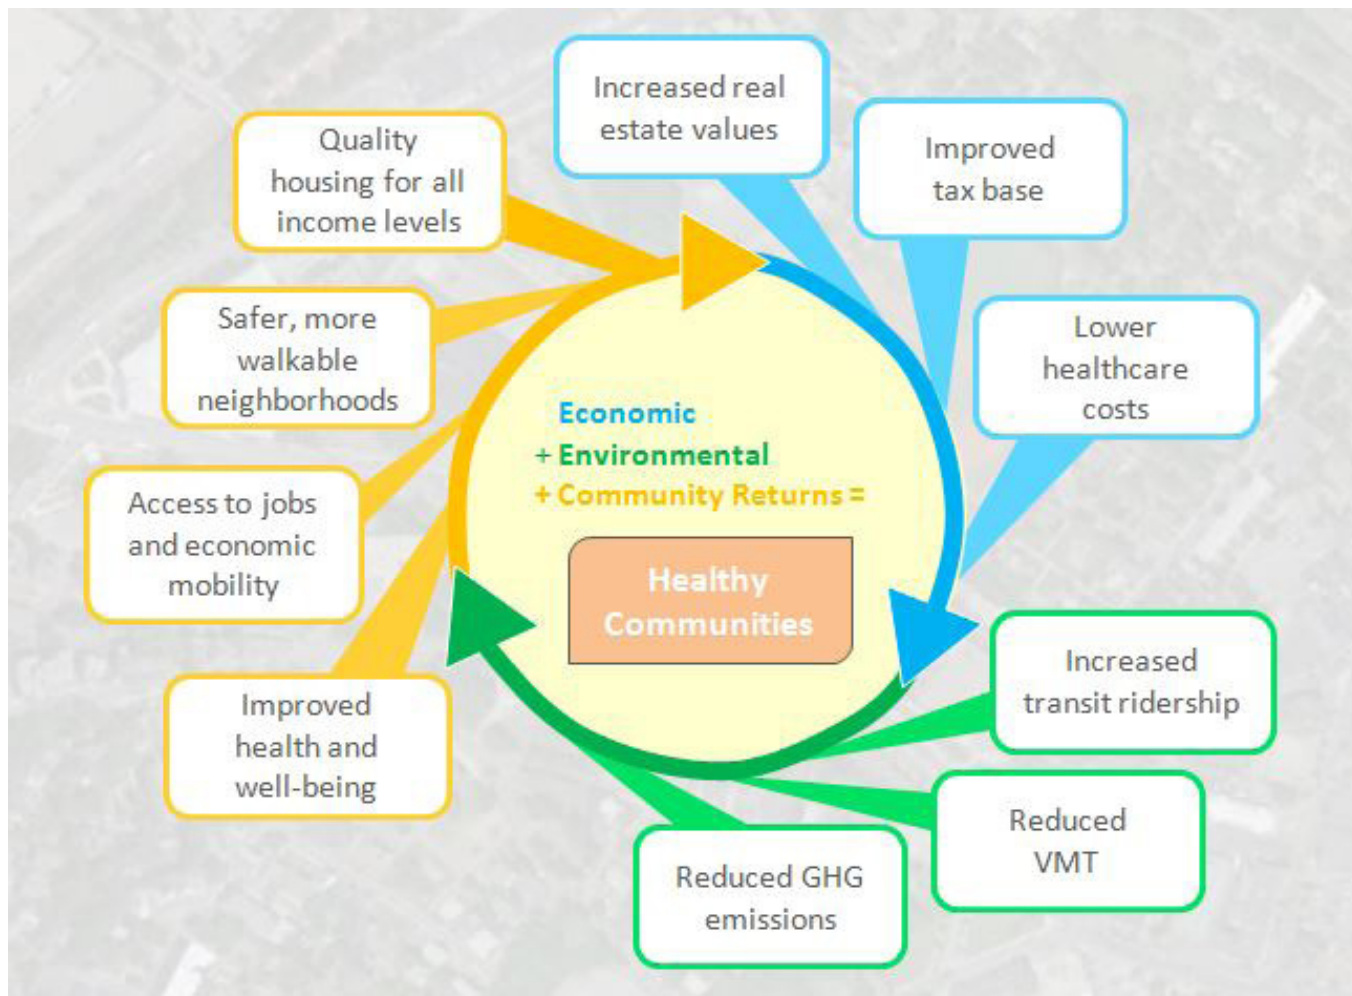 Increased real
estate values
Improved
tax base
Lower
healthcare
costs
Increased
transit ridership
Reduced
VMT
Reduced GHG
emissions
Improved
health and
well-being
Access to jobs
and economic
mobility
Safer, more
walkable
neighborhoods
Quality
housing for all
income levels
Economic
+ Environmental
+ Community Returns =
Healthy
Communities